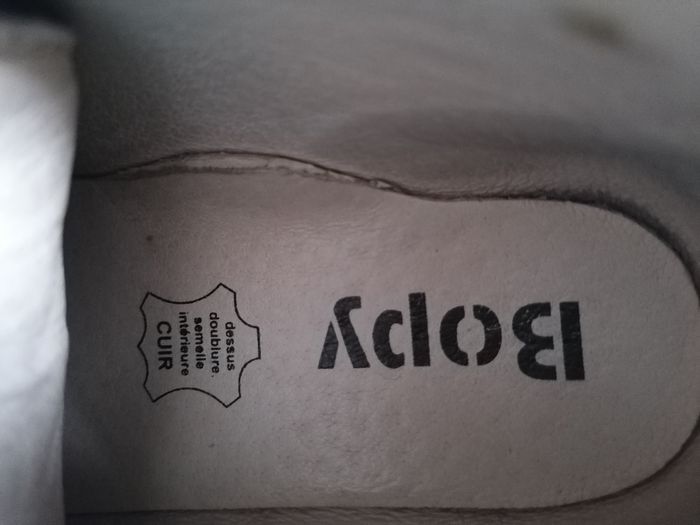 Bopy
dessus
doublure.
semelle
intérieure
CUIR